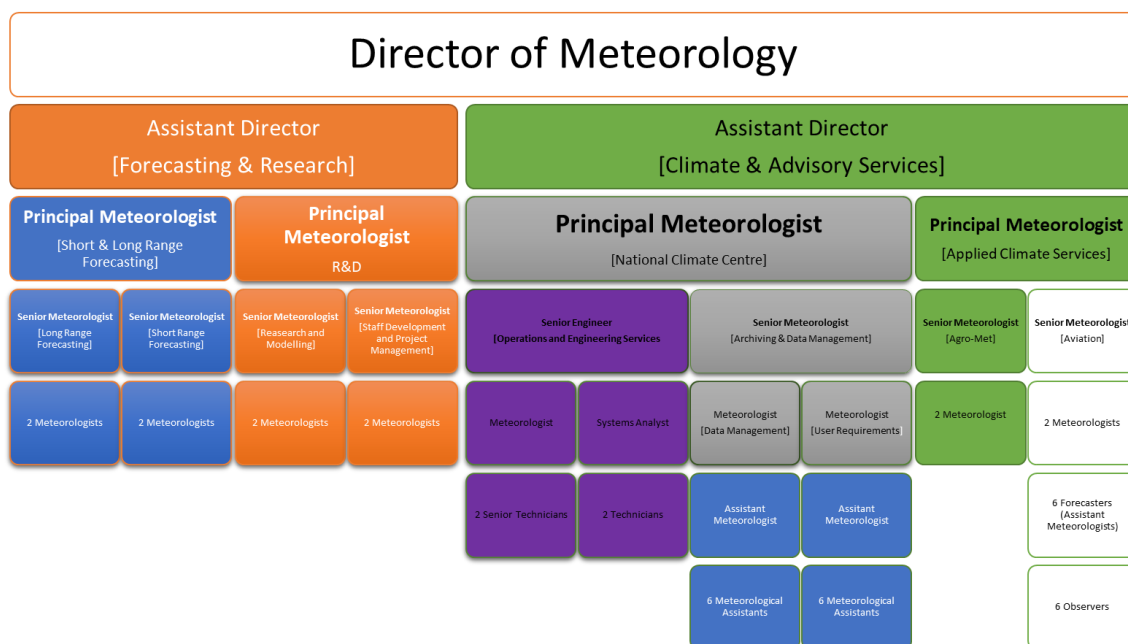 Director of Meteorology
Assistant Director
[Forecasting & Research]
Assistant Director
[Climate & Advisory Services]
Principal Meteorologist
[Short & Long Range
Forecasting]
Principal
Meteorologist
R&D
Principal Meteorologist
[National Climate Centre]
Principal Meteorologist
[Applied Climate Services]
Senior Meteorologist
[Long Range
Forecasting]
Senior Meteorologist
[Short Range
Forecasting]
Senior Meteorologist
[Reasearch and
Modelling]
Senior Meteorologist
[Staff Development
and Project
Management]
Senior Engineer
[Operations and Engineering Services
Senior Meteorologist
[Archiving & Data Management]
Senior Meteorologist
[Agro-Met]
Senior Meteorologist
[Aviation]
2 Meteorologists
2 Meteorologists
2 Meteorologists
2 Meteorologists
Meteorologist
Systems Analyst
Meteorologist
[Data Management]
Meteorologist
[User Requirements]
2 Meteorologist
2 Meteorologists
2 Senior Technicians
2 Technicians
Assistant
Meteorologist
Assitant
Meteorologist
6 Forecasters
(Assistant
Meteorologists)
6 Meteorological
Assistants
6 Meteorological
Assistants
6 Observers